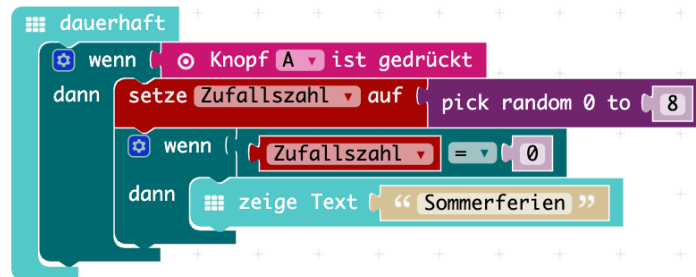 dauerhaft
wenn Knopf A ist gedrückt
dann setze Zufallszahl auf pick random 0 to 8
wenn Zufallszahl = 0
dann zeige Text “ Sommerferien ”